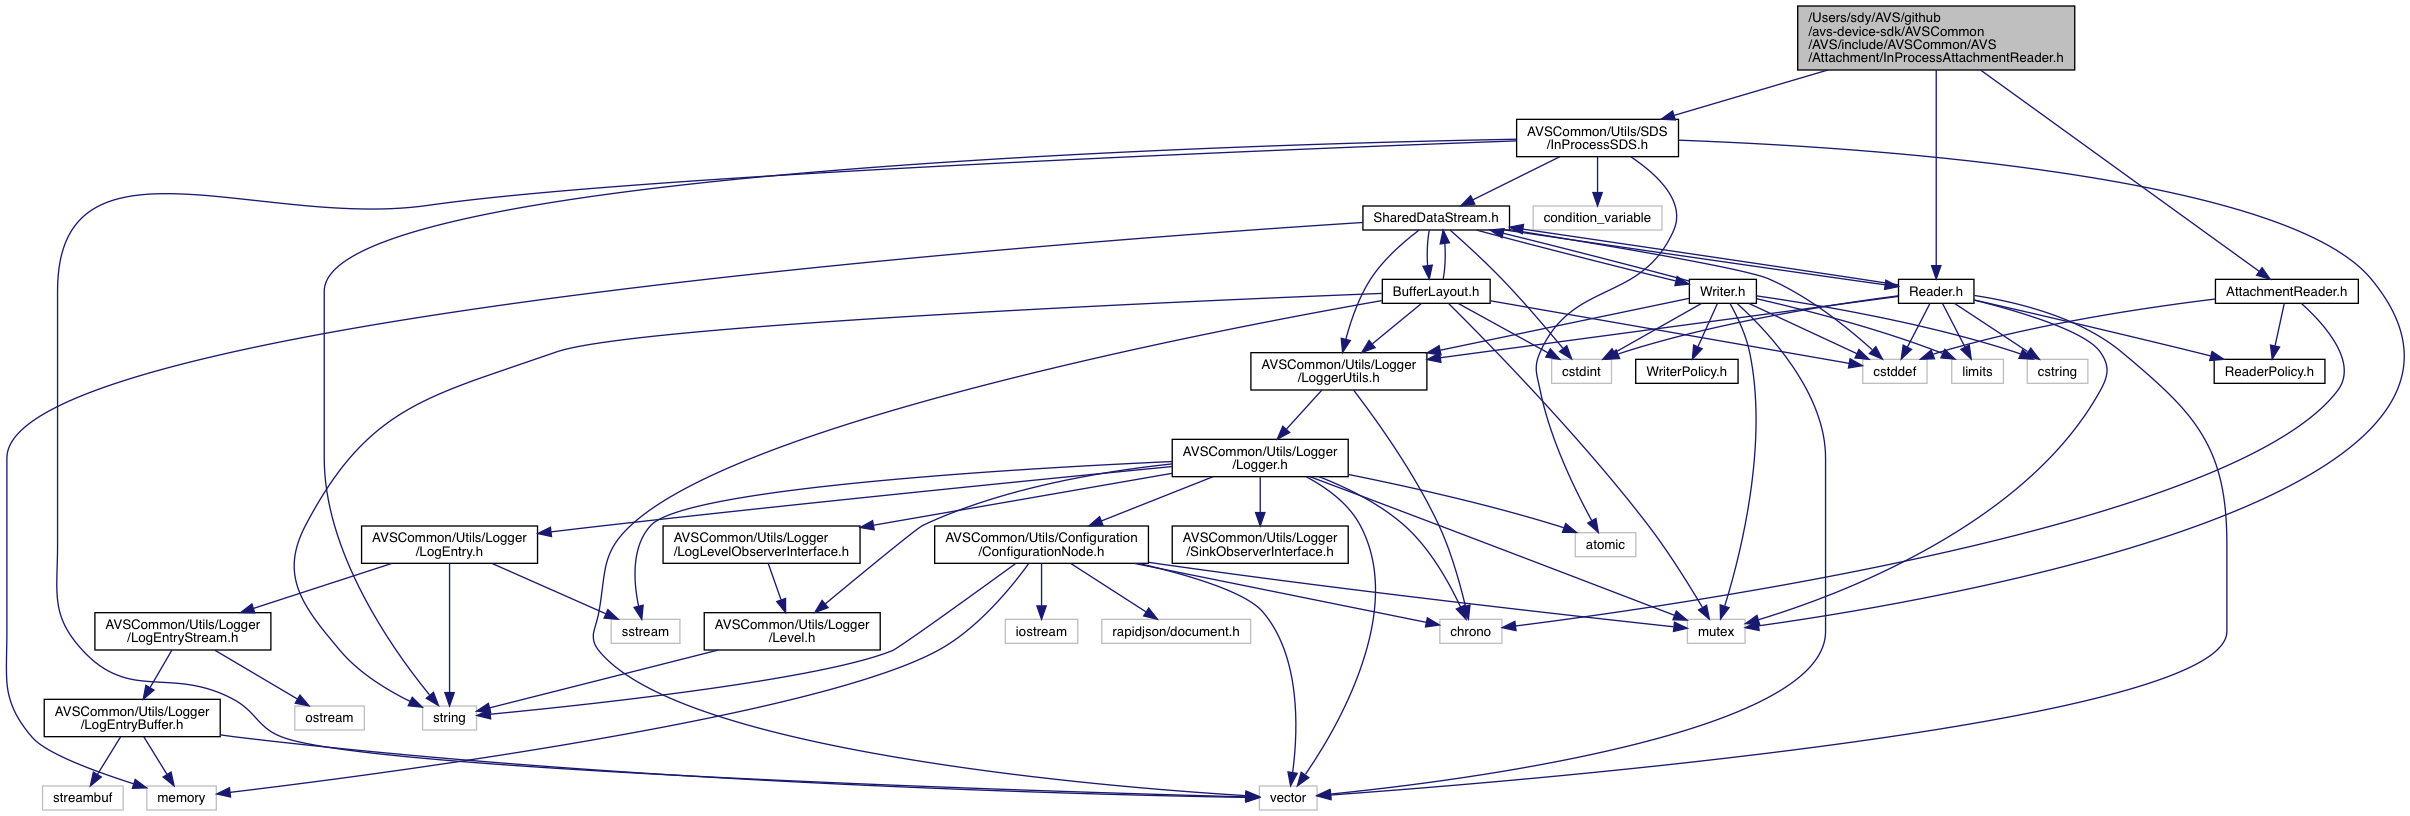 /Users/sdy/AVS/github
/avs-device-sdk/AVSCommon
/AVS/include/AVSCommon/AVS
/Attachment/InProcessAttachmentReader.h
AVSCommon/Utils/SDS
/InProcessSDS.h
SharedDataStream.h
condition_variable
BufferLayout.h
Writer.h
Reader.h
AttachmentReader.h
AVSCommon/Utils/Logger
/LoggerUtils.h
cstdint
WriterPolicy.h
cstddef
limits
cstring
ReaderPolicy.h
AVSCommon/Utils/Logger
/Logger.h
AVSCommon/Utils/Logger
/LogEntry.h
AVSCommon/Utils/Logger
/LogLevelObserverInterface.h
AVSCommon/Utils/Configuration
/ConfigurationNode.h
AVSCommon/Utils/Logger
/SinkObserverInterface.h
atomic
AVSCommon/Utils/Logger
/LogEntryStream.h
sstream
AVSCommon/Utils/Logger
/Level.h
iostream
rapidjson/document.h
chrono
mutex
AVSCommon/Utils/Logger
/LogEntryBuffer.h
ostream
string
streambuf
memory
vector